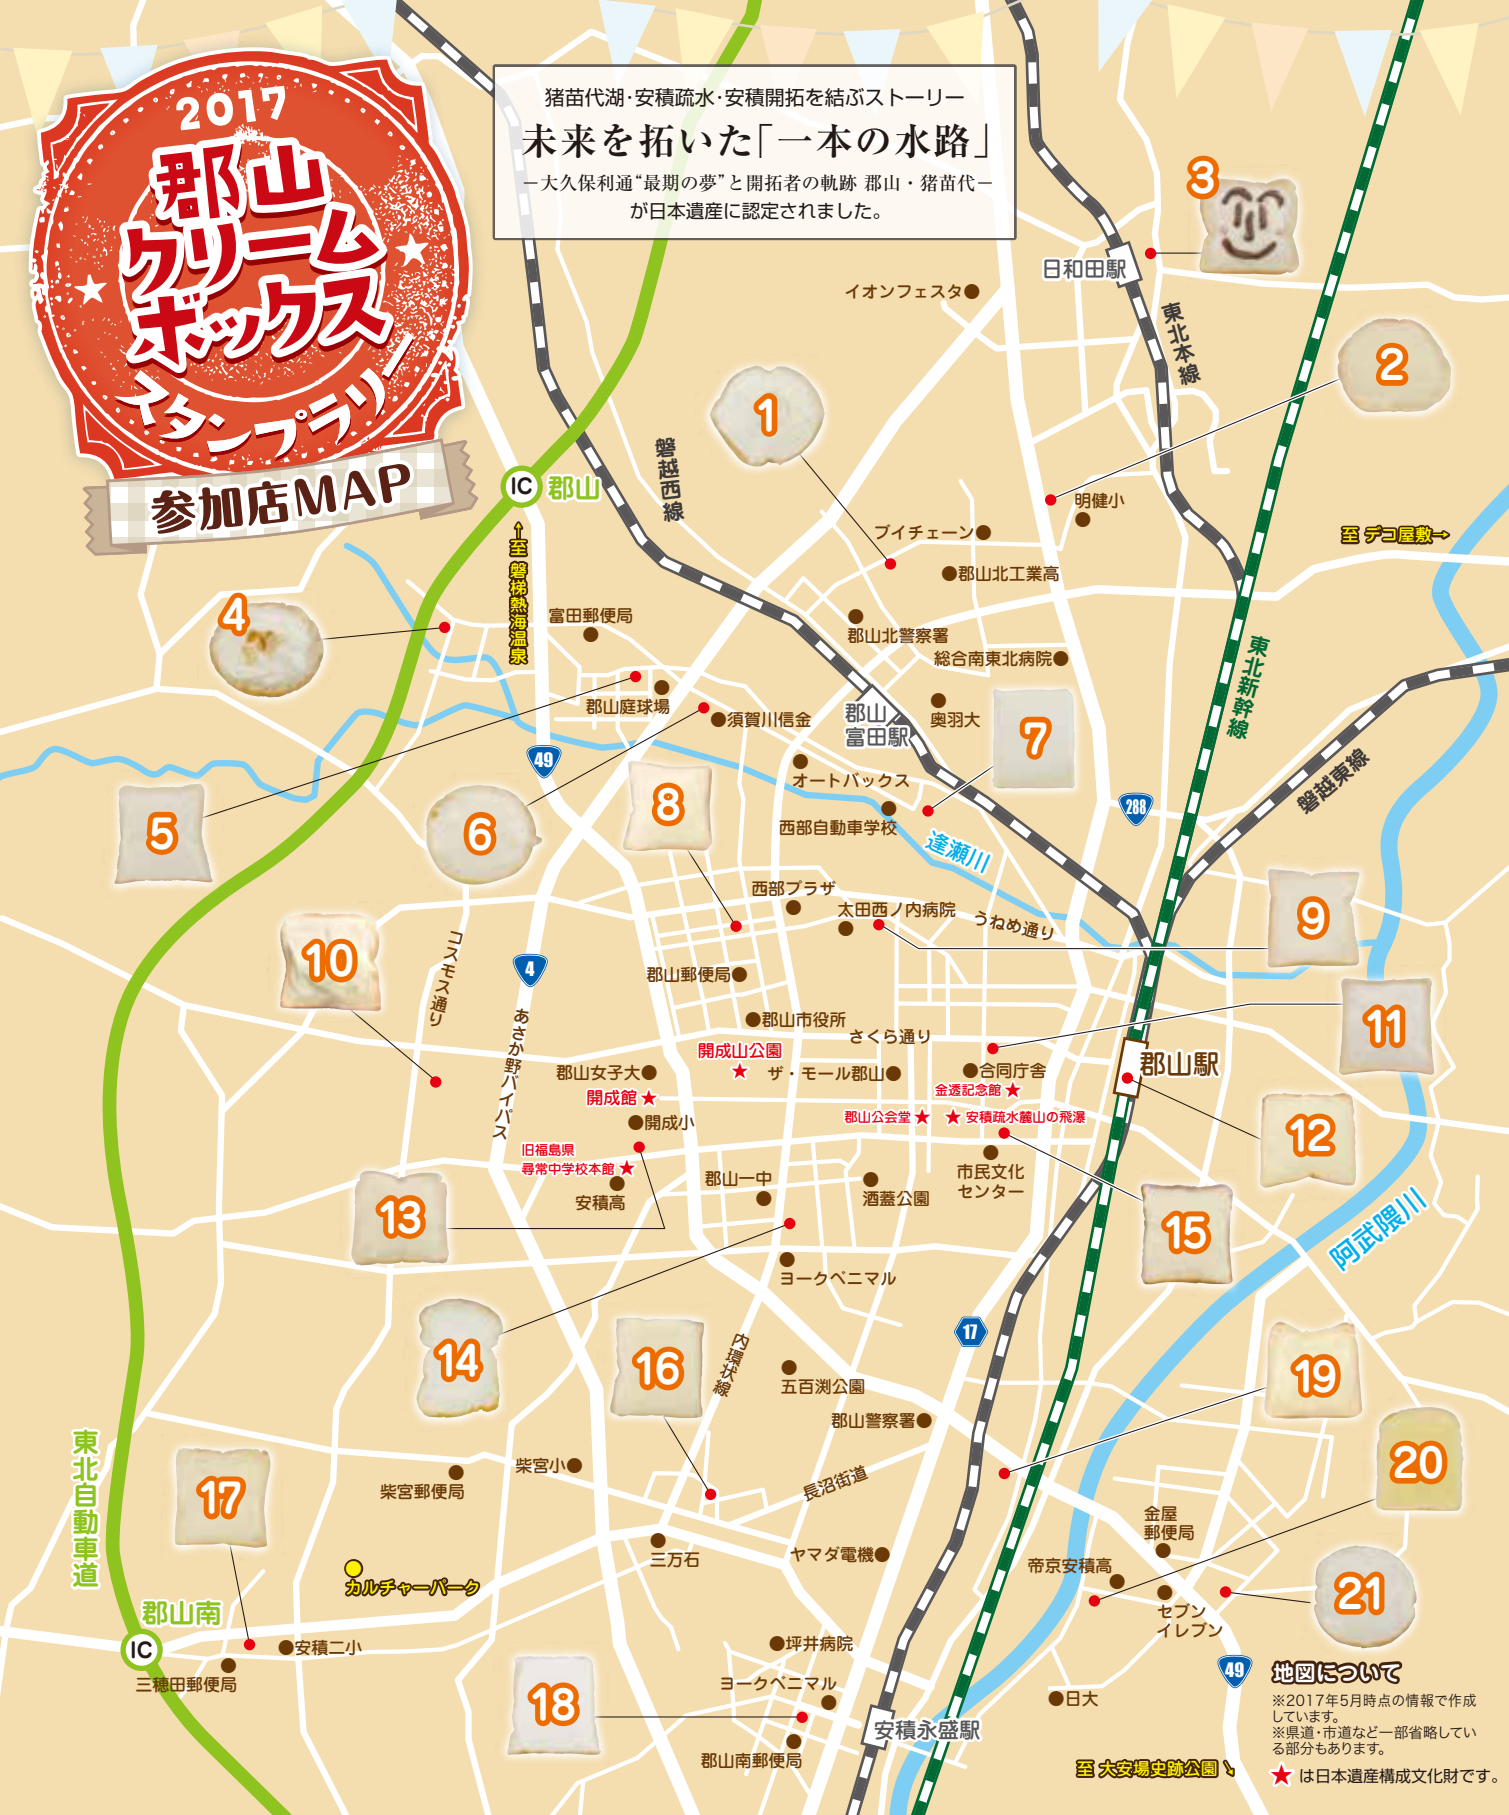 2017
郡山
クリーム
ボックス
スタンプラリー
参加店MAP
猪苗代湖・安積疏水・安積開拓を結ぶストーリー
未来を拓いた「一本の水路」
－大久保利通“最期の夢”と開拓者の軌跡 郡山・猪苗代－
が日本遺産に認定されました。
3
日和田駅
イオンフェスタ
東北本線
2
1
磐越西線
IC 郡山
明健小
ブイチェーン
至 デコ屋敷→
←至 磐梯熱海温泉
郡山北工業高
4
富田郵便局
郡山北警察署
総合南東北病院
東北新幹線
郡山庭球場
須賀川信金
郡山
富田駅
奥羽大
7
49
オートバックス
磐越東線
8
288
5
6
西部自動車学校
逢瀬川
西部プラザ
太田西ノ内病院
うねめ通り
9
10
コスモス通り
4
郡山郵便局
あさか野バイパス
郡山市役所
さくら通り
11
開成山公園
郡山女子大
ザ・モール郡山
合同庁舎
郡山駅
開成館
金透記念館
開成小
郡山公会堂
安積疏水麓山の飛瀑
12
旧福島県
尋常中学校本館
安積高
郡山一中
酒蓋公園
市民文化
センター
13
15
阿武隈川
ヨークベニマル
17
14
16
内環状線
五百渕公園
19
郡山警察署
東北自動車道
柴宮小
柴宮郵便局
長沼街道
20
17
金屋
郵便局
三万石
ヤマダ電機
帝京安積高
カルチャーパーク
セブン
イレブン
21
郡山南
IC
安積二小
三穂田郵便局
坪井病院
ヨークベニマル
49
18
日大
安積永盛駅
郡山南郵便局
至 大安場史跡公園
地図について
※2017年5月時点の情報で作成
しています。
※県道・市道など一部省略してい
る部分もあります。
★は日本遺産構成文化財です。